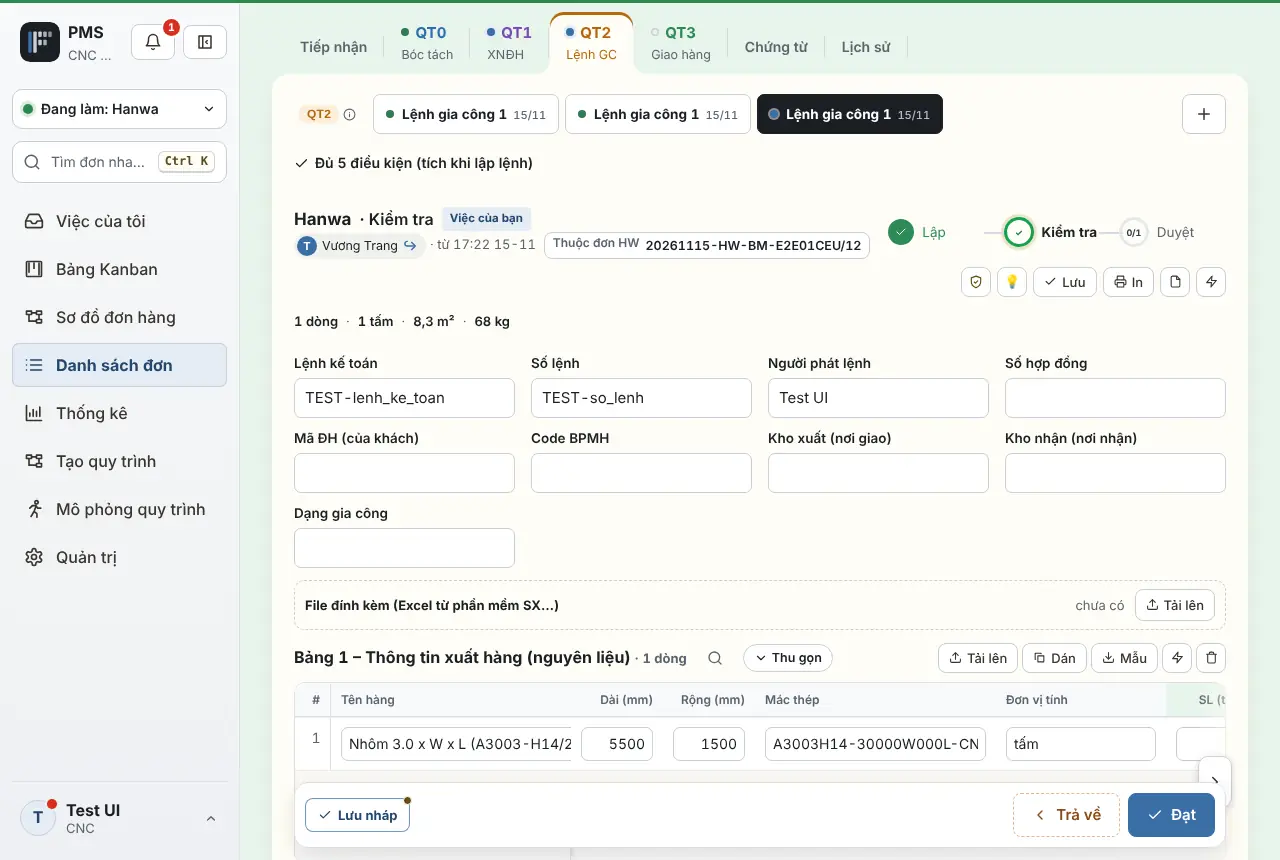 PMS
CNC ...
1
Đang làm: Hanwa
Tìm đơn nha... Ctrl K
Việc của tôi
Bảng Kanban
Sơ đồ đơn hàng
Danh sách đơn
Thống kê
Tạo quy trình
Mô phỏng quy trình
Quản trị
T Test UI
CNC
Tiếp nhận
QT0
Bóc tách
QT1
XNĐH
QT2
Lệnh GC
QT3
Giao hàng
Chứng từ
Lịch sử
QT2
Lệnh gia công 1 15/11
Lệnh gia công 1 15/11
Lệnh gia công 1 15/11
Đủ 5 điều kiện (tích khi lập lệnh)
Hanwa · Kiểm tra Việc của bạn
T Vương Trang · từ 17:22 15-11 Thuộc đơn HW 20261115-HW-BM-E2E01CEU/12
Lập Kiểm tra 0/1 Duyệt
Lưu In
1 dòng · 1 tấm · 8,3 m² · 68 kg
Lệnh kế toán Số lệnh Người phát lệnh Số hợp đồng
TEST-lenh_ke_toan TEST-so_lenh Test UI
Mã ĐH (của khách) Code BPMH Kho xuất (nơi giao) Kho nhận (nơi nhận)
Dạng gia công
File đính kèm (Excel từ phần mềm SX...) chưa có Tải lên
Bảng 1 – Thông tin xuất hàng (nguyên liệu) · 1 dòng Thu gọn Tải lên Dán Mẫu
# Tên hàng Dài (mm) Rộng (mm) Mác thép Đơn vị tính SL (t
1 Nhôm 3.0 x W x L (A3003-H14/2 5500 1500 A3003H14-30000W000L-CN tấm
Lưu nháp Trả về Đạt